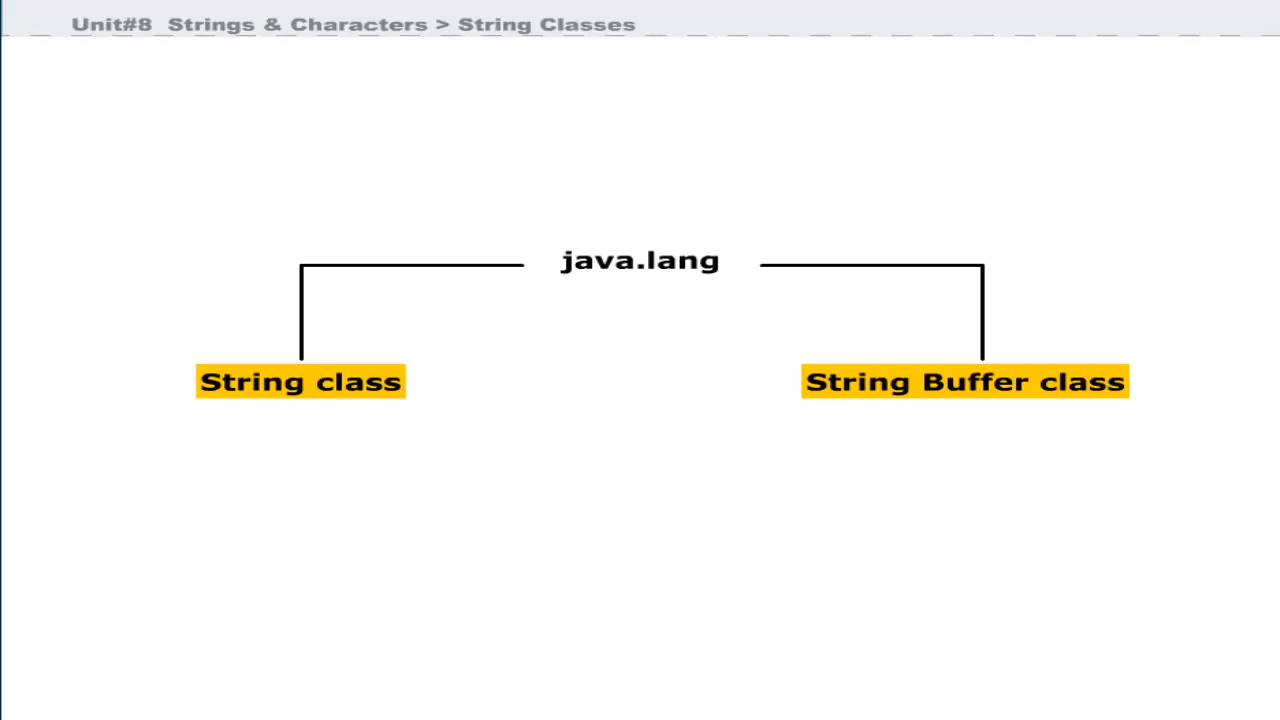 Unit#8 Strings & Characters > String Classes
java.lang
String class
String Buffer class